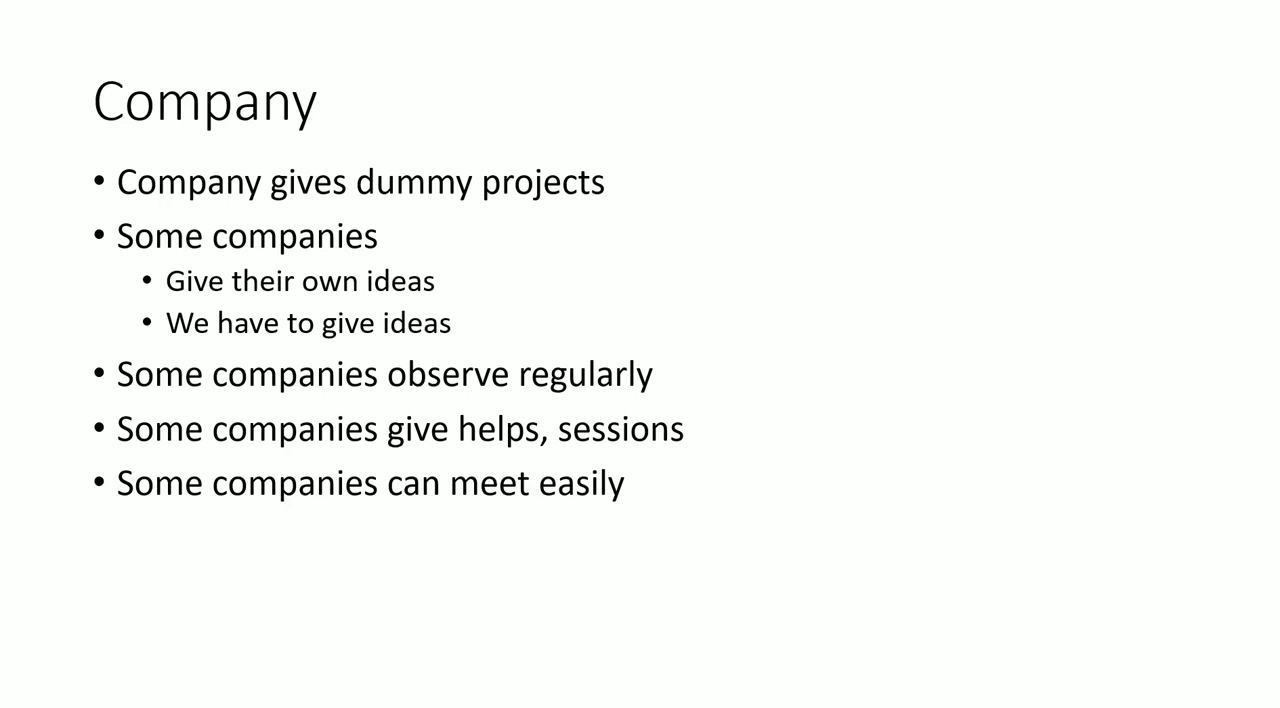 Company
• Company gives dummy projects
• Some companies
• Give their own ideas
• We have to give ideas
• Some companies observe regularly
• Some companies give helps, sessions
• Some companies can meet easily